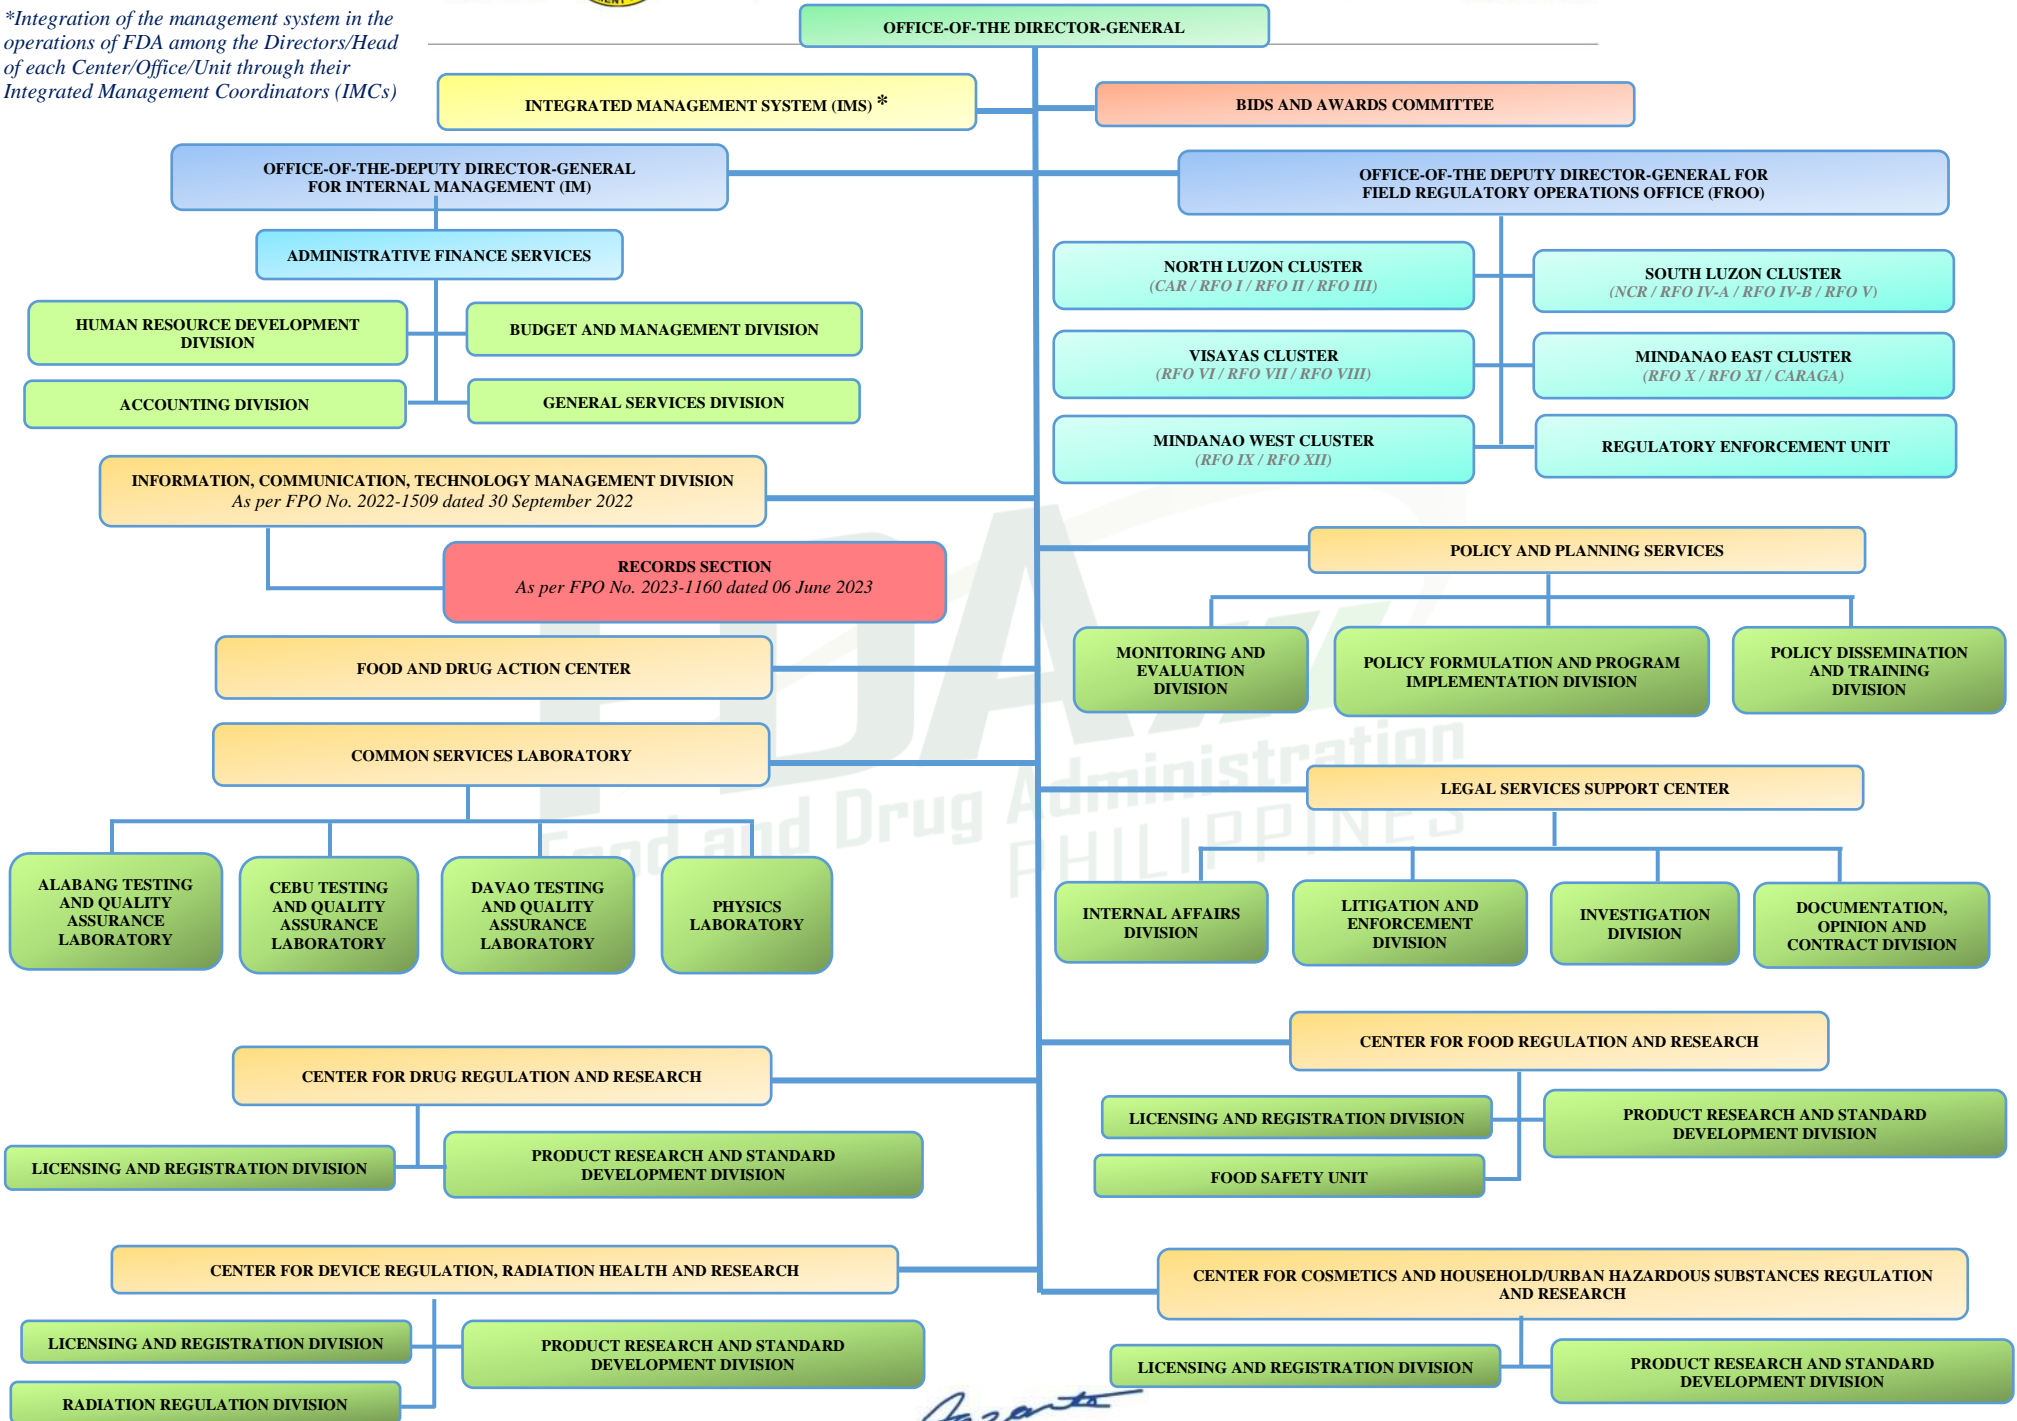 *Integration of the management system in the
operations of FDA among the Directors/Head
of each Center/Office/Unit through their
Integrated Management Coordinators (IMCs)
OFFICE-OF-THE DIRECTOR-GENERAL
INTEGRATED MANAGEMENT SYSTEM (IMS) *
BIDS AND AWARDS COMMITTEE
OFFICE-OF-THE-DEPUTY DIRECTOR-GENERAL
FOR INTERNAL MANAGEMENT (IM)
OFFICE-OF-THE DEPUTY DIRECTOR-GENERAL FOR
FIELD REGULATORY OPERATIONS OFFICE (FROO)
ADMINISTRATIVE FINANCE SERVICES
HUMAN RESOURCE DEVELOPMENT
DIVISION
BUDGET AND MANAGEMENT DIVISION
ACCOUNTING DIVISION
GENERAL SERVICES DIVISION
NORTH LUZON CLUSTER
(CAR / RFO I / RFO II / RFO III)
SOUTH LUZON CLUSTER
(NCR / RFO IV-A / RFO IV-B / RFO V)
VISAYAS CLUSTER
(RFO VI / RFO VII / RFO VIII)
MINDANAO EAST CLUSTER
(RFO X / RFO XI / CARAGA)
MINDANAO WEST CLUSTER
(RFO IX / RFO XII)
REGULATORY ENFORCEMENT UNIT
INFORMATION, COMMUNICATION, TECHNOLOGY MANAGEMENT DIVISION
As per FPO No. 2022-1509 dated 30 September 2022
RECORDS SECTION
As per FPO No. 2023-1160 dated 06 June 2023
POLICY AND PLANNING SERVICES
MONITORING AND
EVALUATION
DIVISION
POLICY FORMULATION AND PROGRAM
IMPLEMENTATION DIVISION
POLICY DISSEMINATION
AND TRAINING
DIVISION
FOOD AND DRUG ACTION CENTER
COMMON SERVICES LABORATORY
ALABANG TESTING
AND QUALITY
ASSURANCE
LABORATORY
CEBU TESTING
AND QUALITY
ASSURANCE
LABORATORY
DAVAO TESTING
AND QUALITY
ASSURANCE
LABORATORY
PHYSICS
LABORATORY
FDA
Food and Drug Administration
PHILIPPINES
LEGAL SERVICES SUPPORT CENTER
INTERNAL AFFAIRS
DIVISION
LITIGATION AND
ENFORCEMENT
DIVISION
INVESTIGATION
DIVISION
DOCUMENTATION,
OPINION AND
CONTRACT DIVISION
CENTER FOR DRUG REGULATION AND RESEARCH
LICENSING AND REGISTRATION DIVISION
PRODUCT RESEARCH AND STANDARD
DEVELOPMENT DIVISION
CENTER FOR FOOD REGULATION AND RESEARCH
LICENSING AND REGISTRATION DIVISION
PRODUCT RESEARCH AND STANDARD
DEVELOPMENT DIVISION
FOOD SAFETY UNIT
CENTER FOR DEVICE REGULATION, RADIATION HEALTH AND RESEARCH
LICENSING AND REGISTRATION DIVISION
PRODUCT RESEARCH AND STANDARD
DEVELOPMENT DIVISION
RADIATION REGULATION DIVISION
CENTER FOR COSMETICS AND HOUSEHOLD/URBAN HAZARDOUS SUBSTANCES REGULATION
AND RESEARCH
LICENSING AND REGISTRATION DIVISION
PRODUCT RESEARCH AND STANDARD
DEVELOPMENT DIVISION